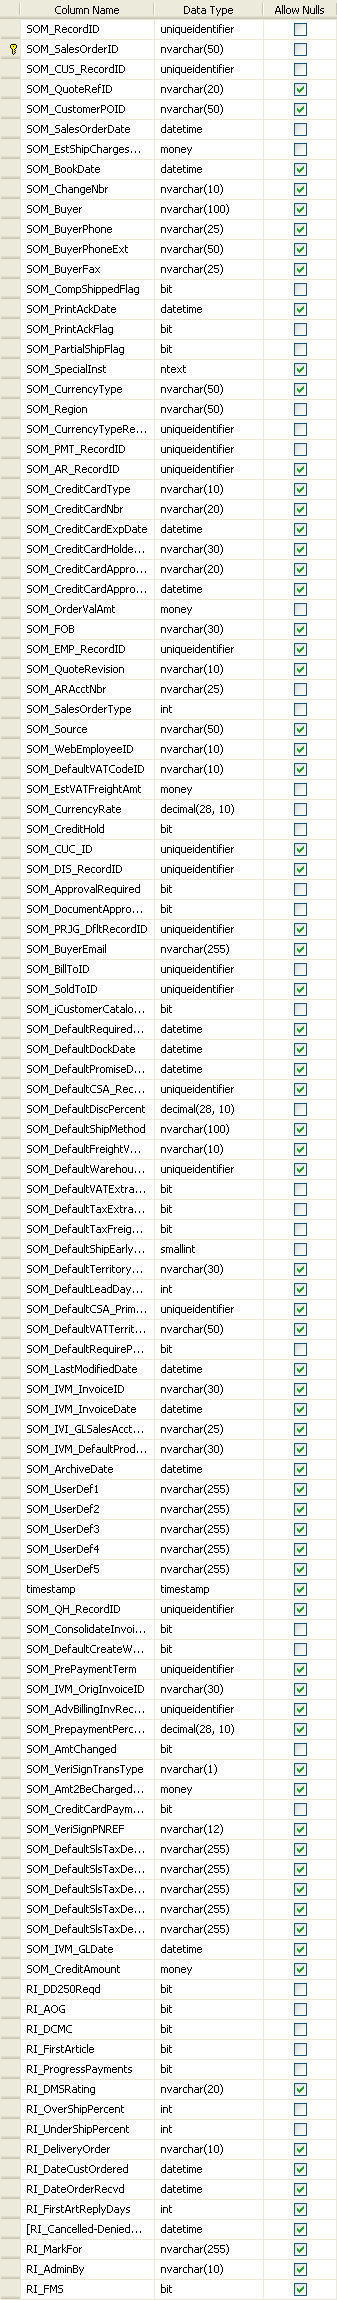 Column Name Data Type Allow Nulls
SOM_RecordID uniqueidentifier
SOM_SalesOrderID nvarchar(50)
SOM_CUS_RecordID uniqueidentifier
SOM_QuoteRefID nvarchar(20)
SOM_CustomerPOID nvarchar(50)
SOM_SalesOrderDate datetime
SOM_EstShipCharges... money
SOM_BookDate datetime
SOM_ChangeNbr nvarchar(10)
SOM_Buyer nvarchar(100)
SOM_BuyerPhone nvarchar(25)
SOM_BuyerPhoneExt nvarchar(50)
SOM_BuyerFax nvarchar(25)
SOM_CompShippedFlag bit
SOM_PrintAckDate datetime
SOM_PrintAckFlag bit
SOM_PartialShipFlag bit
SOM_SpecialInst ntext
SOM_CurrencyType nvarchar(50)
SOM_Region nvarchar(50)
SOM_CurrencyTypeRe... uniqueidentifier
SOM_PMT_RecordID uniqueidentifier
SOM_AR_RecordID uniqueidentifier
SOM_CreditCardType nvarchar(10)
SOM_CreditCardNbr nvarchar(20)
SOM_CreditCardExpDate datetime
SOM_CreditCardHolde... nvarchar(30)
SOM_CreditCardAppro... nvarchar(20)
SOM_CreditCardAppro... datetime
SOM_OrderValAmt money
SOM_FOB nvarchar(30)
SOM_EMP_RecordID uniqueidentifier
SOM_QuoteRevision nvarchar(10)
SOM_ARAcctNbr nvarchar(25)
SOM_SalesOrderType int
SOM_Source nvarchar(50)
SOM_WebEmployeeID nvarchar(10)
SOM_DefaultVATCodeID nvarchar(10)
SOM_EstVATFreightAmt money
SOM_CurrencyRate decimal(28, 10)
SOM_CreditHold bit
SOM_CUC_ID uniqueidentifier
SOM_DIS_RecordID uniqueidentifier
SOM_ApprovalRequired bit
SOM_DocumentAppro... bit
SOM_PRJG_DfltRecordID uniqueidentifier
SOM_BuyerEmail nvarchar(255)
SOM_BillToID uniqueidentifier
SOM_SoldToID uniqueidentifier
SOM_iCustomerCatalo... bit
SOM_DefaultRequired... datetime
SOM_DefaultDockDate datetime
SOM_DefaultPromiseD... datetime
SOM_DefaultCSA_Rec... uniqueidentifier
SOM_DefaultDiscPercent decimal(28, 10)
SOM_DefaultShipMethod nvarchar(100)
SOM_DefaultFreightV... nvarchar(10)
SOM_DefaultWarehou... uniqueidentifier
SOM_DefaultVATExtra... bit
SOM_DefaultTaxExtra... bit
SOM_DefaultTaxFreig... bit
SOM_DefaultShipEarly... smallint
SOM_DefaultTerritory... nvarchar(30)
SOM_DefaultLeadDay... int
SOM_DefaultCSA_Prim... uniqueidentifier
SOM_DefaultVATTerrit... nvarchar(50)
SOM_DefaultRequireP... bit
SOM_LastModifiedDate datetime
SOM_IVM_InvoiceID nvarchar(30)
SOM_IVM_InvoiceDate datetime
SOM_IVI_GLSalesAcct... nvarchar(25)
SOM_IVM_DefaultProd... nvarchar(30)
SOM_ArchiveDate datetime
SOM_UserDef1 nvarchar(255)
SOM_UserDef2 nvarchar(255)
SOM_UserDef3 nvarchar(255)
SOM_UserDef4 nvarchar(255)
SOM_UserDef5 nvarchar(255)
timestamp timestamp
SOM_QH_RecordID uniqueidentifier
SOM_ConsolidateInvoi... bit
SOM_DefaultCreateW... bit
SOM_PrePaymentTerm uniqueidentifier
SOM_IVM_OrigInvoiceID nvarchar(30)
SOM_AdvBillingInvRec... uniqueidentifier
SOM_PrepaymentPerc... decimal(28, 10)
SOM_AmtChanged bit
SOM_VeriSignTransType nvarchar(1)
SOM_Amt2BeCharged... money
SOM_CreditCardPaym... bit
SOM_VeriSignPNREF nvarchar(12)
SOM_DefaultSlsTaxDe... nvarchar(255)
SOM_DefaultSlsTaxDe... nvarchar(255)
SOM_DefaultSlsTaxDe... nvarchar(255)
SOM_DefaultSlsTaxDe... nvarchar(255)
SOM_DefaultSlsTaxDe... nvarchar(255)
SOM_IVM_GLDate datetime
SOM_CreditAmount money
RI_DD250Reqd bit
RI_AOG bit
RI_DCMC bit
RI_FirstArticle bit
RI_ProgressPayments bit
RI_DMSRating nvarchar(20)
RI_OverShipPercent int
RI_UnderShipPercent int
RI_DeliveryOrder nvarchar(10)
RI_DateCustOrdered datetime
RI_DateOrderRecvd datetime
RI_FirstArtReplyDays int
[RI_Cancelled-Denied... datetime
RI_MarkFor nvarchar(255)
RI_AdminBy nvarchar(10)
RI_FMS bit